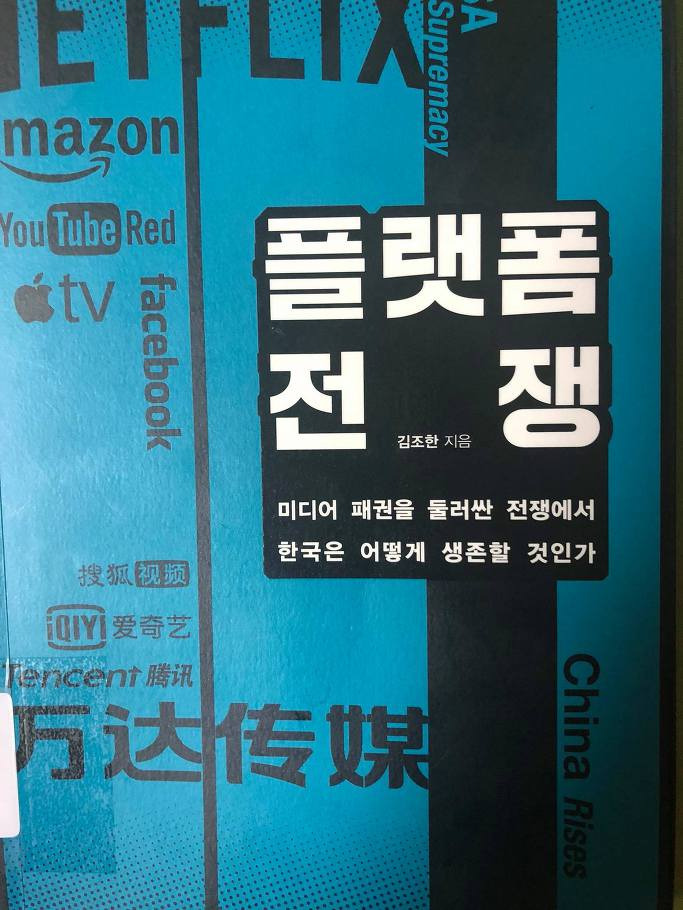 NETFLIX
USA
Supremacy
amazon
YouTube Red
tv
facebook
플랫폼
전쟁
김조한 지음
미디어 패권을 둘러싼 전쟁에서
한국은 어떻게 생존할 것인가
搜狐视频
iQIYI 爱奇艺
Tencent 腾讯
万达传媒
China Rises